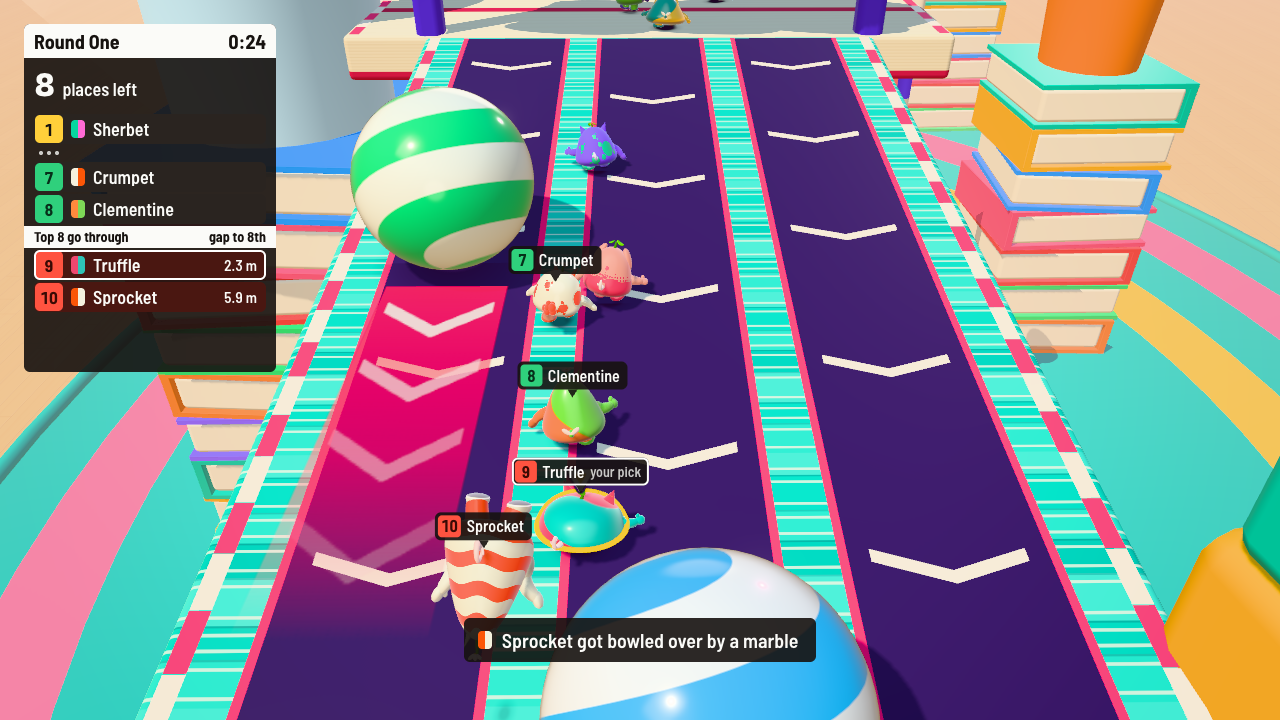 Round One 0:24
8 places left
1 Sherbet
...
7 Crumpet
8 Clementine
Top 8 go through gap to 8th
9 Truffle 2.3 m
10 Sprocket 5.9 m
7 Crumpet
8 Clementine
9 Truffle your pick
10 Sprocket
Sprocket got bowled over by a marble